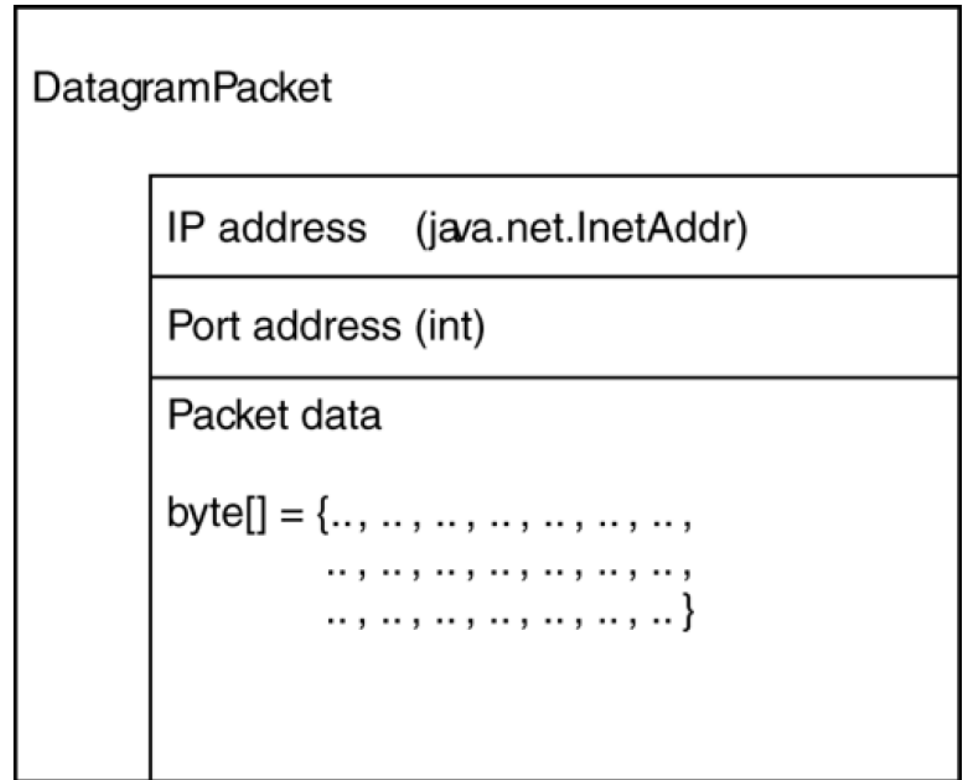 DatagramPacket
IP address (java.net.InetAddr)
Port address (int)
Packet data
byte[] = {.. , .. , .. , .. , .. , .. , .. ,
.. , .. , .. , .. , .. , .. , .. ,
.. , .. , .. , .. , .. , .. , .. }